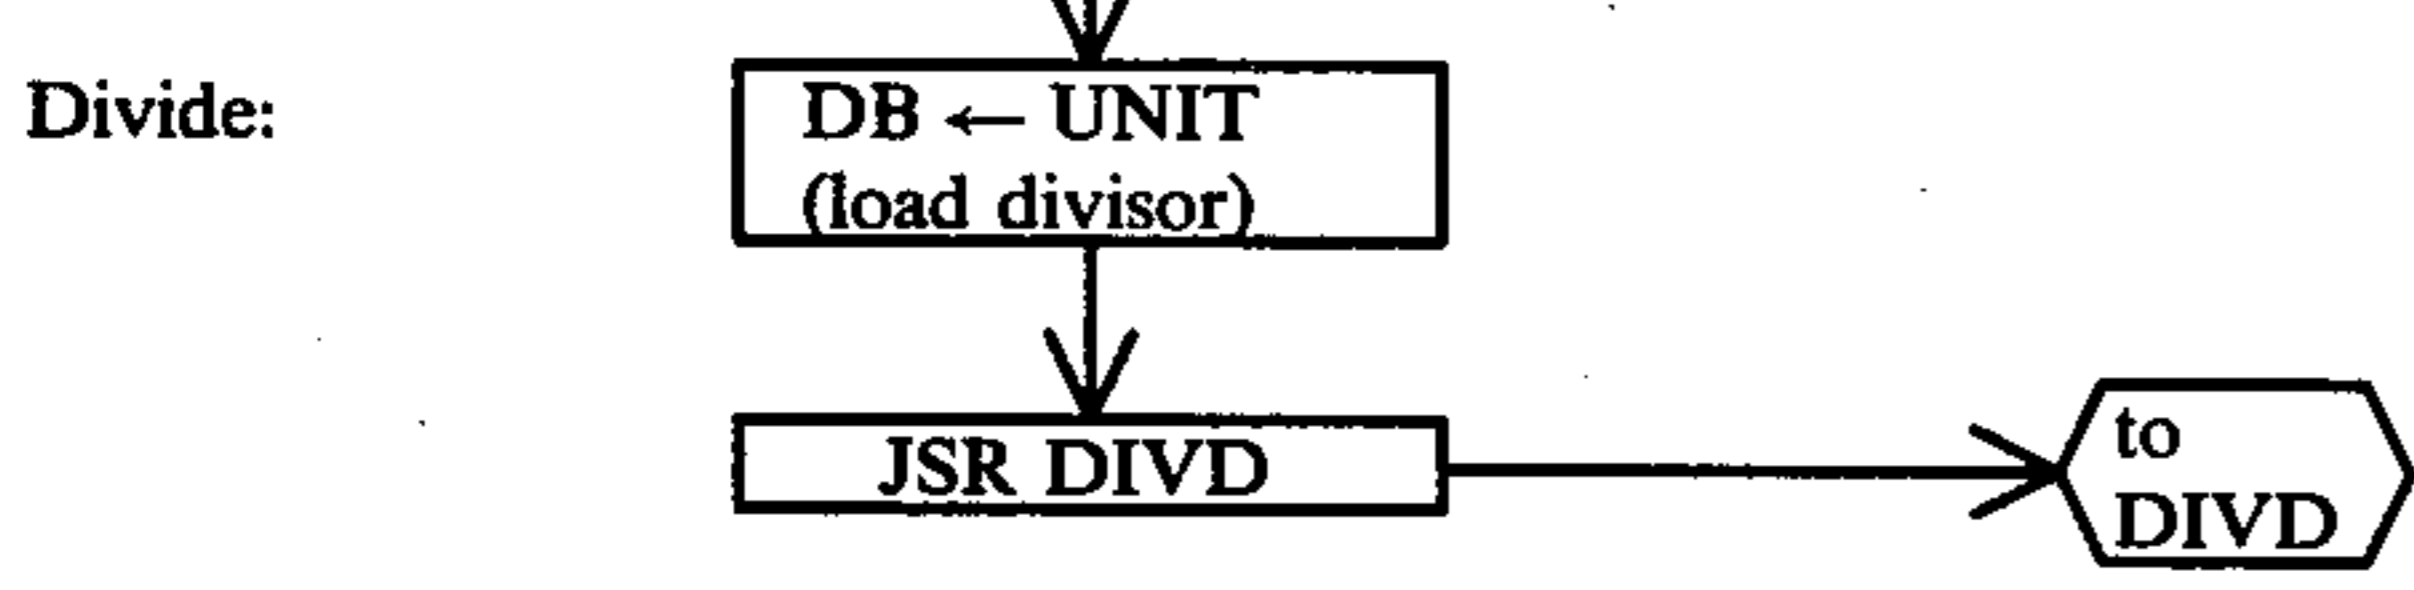 Divide:
DB ← UNIT
(load divisor)
JSR DIVD
to
DIVD